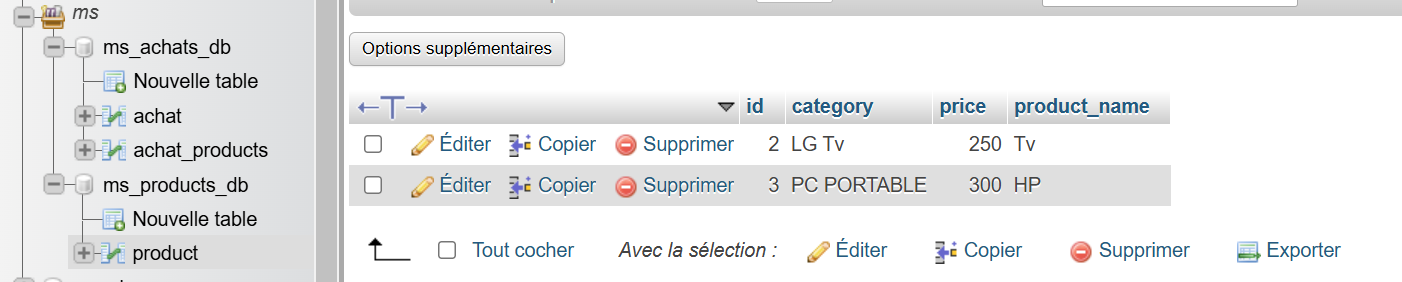 ms
ms_achats_db
Nouvelle table
achat
achat_products
ms_products_db
Nouvelle table
product
Options supplémentaires
←T→ id category price product_name
Éditer Copier Supprimer 2 LG Tv 250 Tv
Éditer Copier Supprimer 3 PC PORTABLE 300 HP
Tout cocher Avec la sélection : Éditer Copier Supprimer Exporter